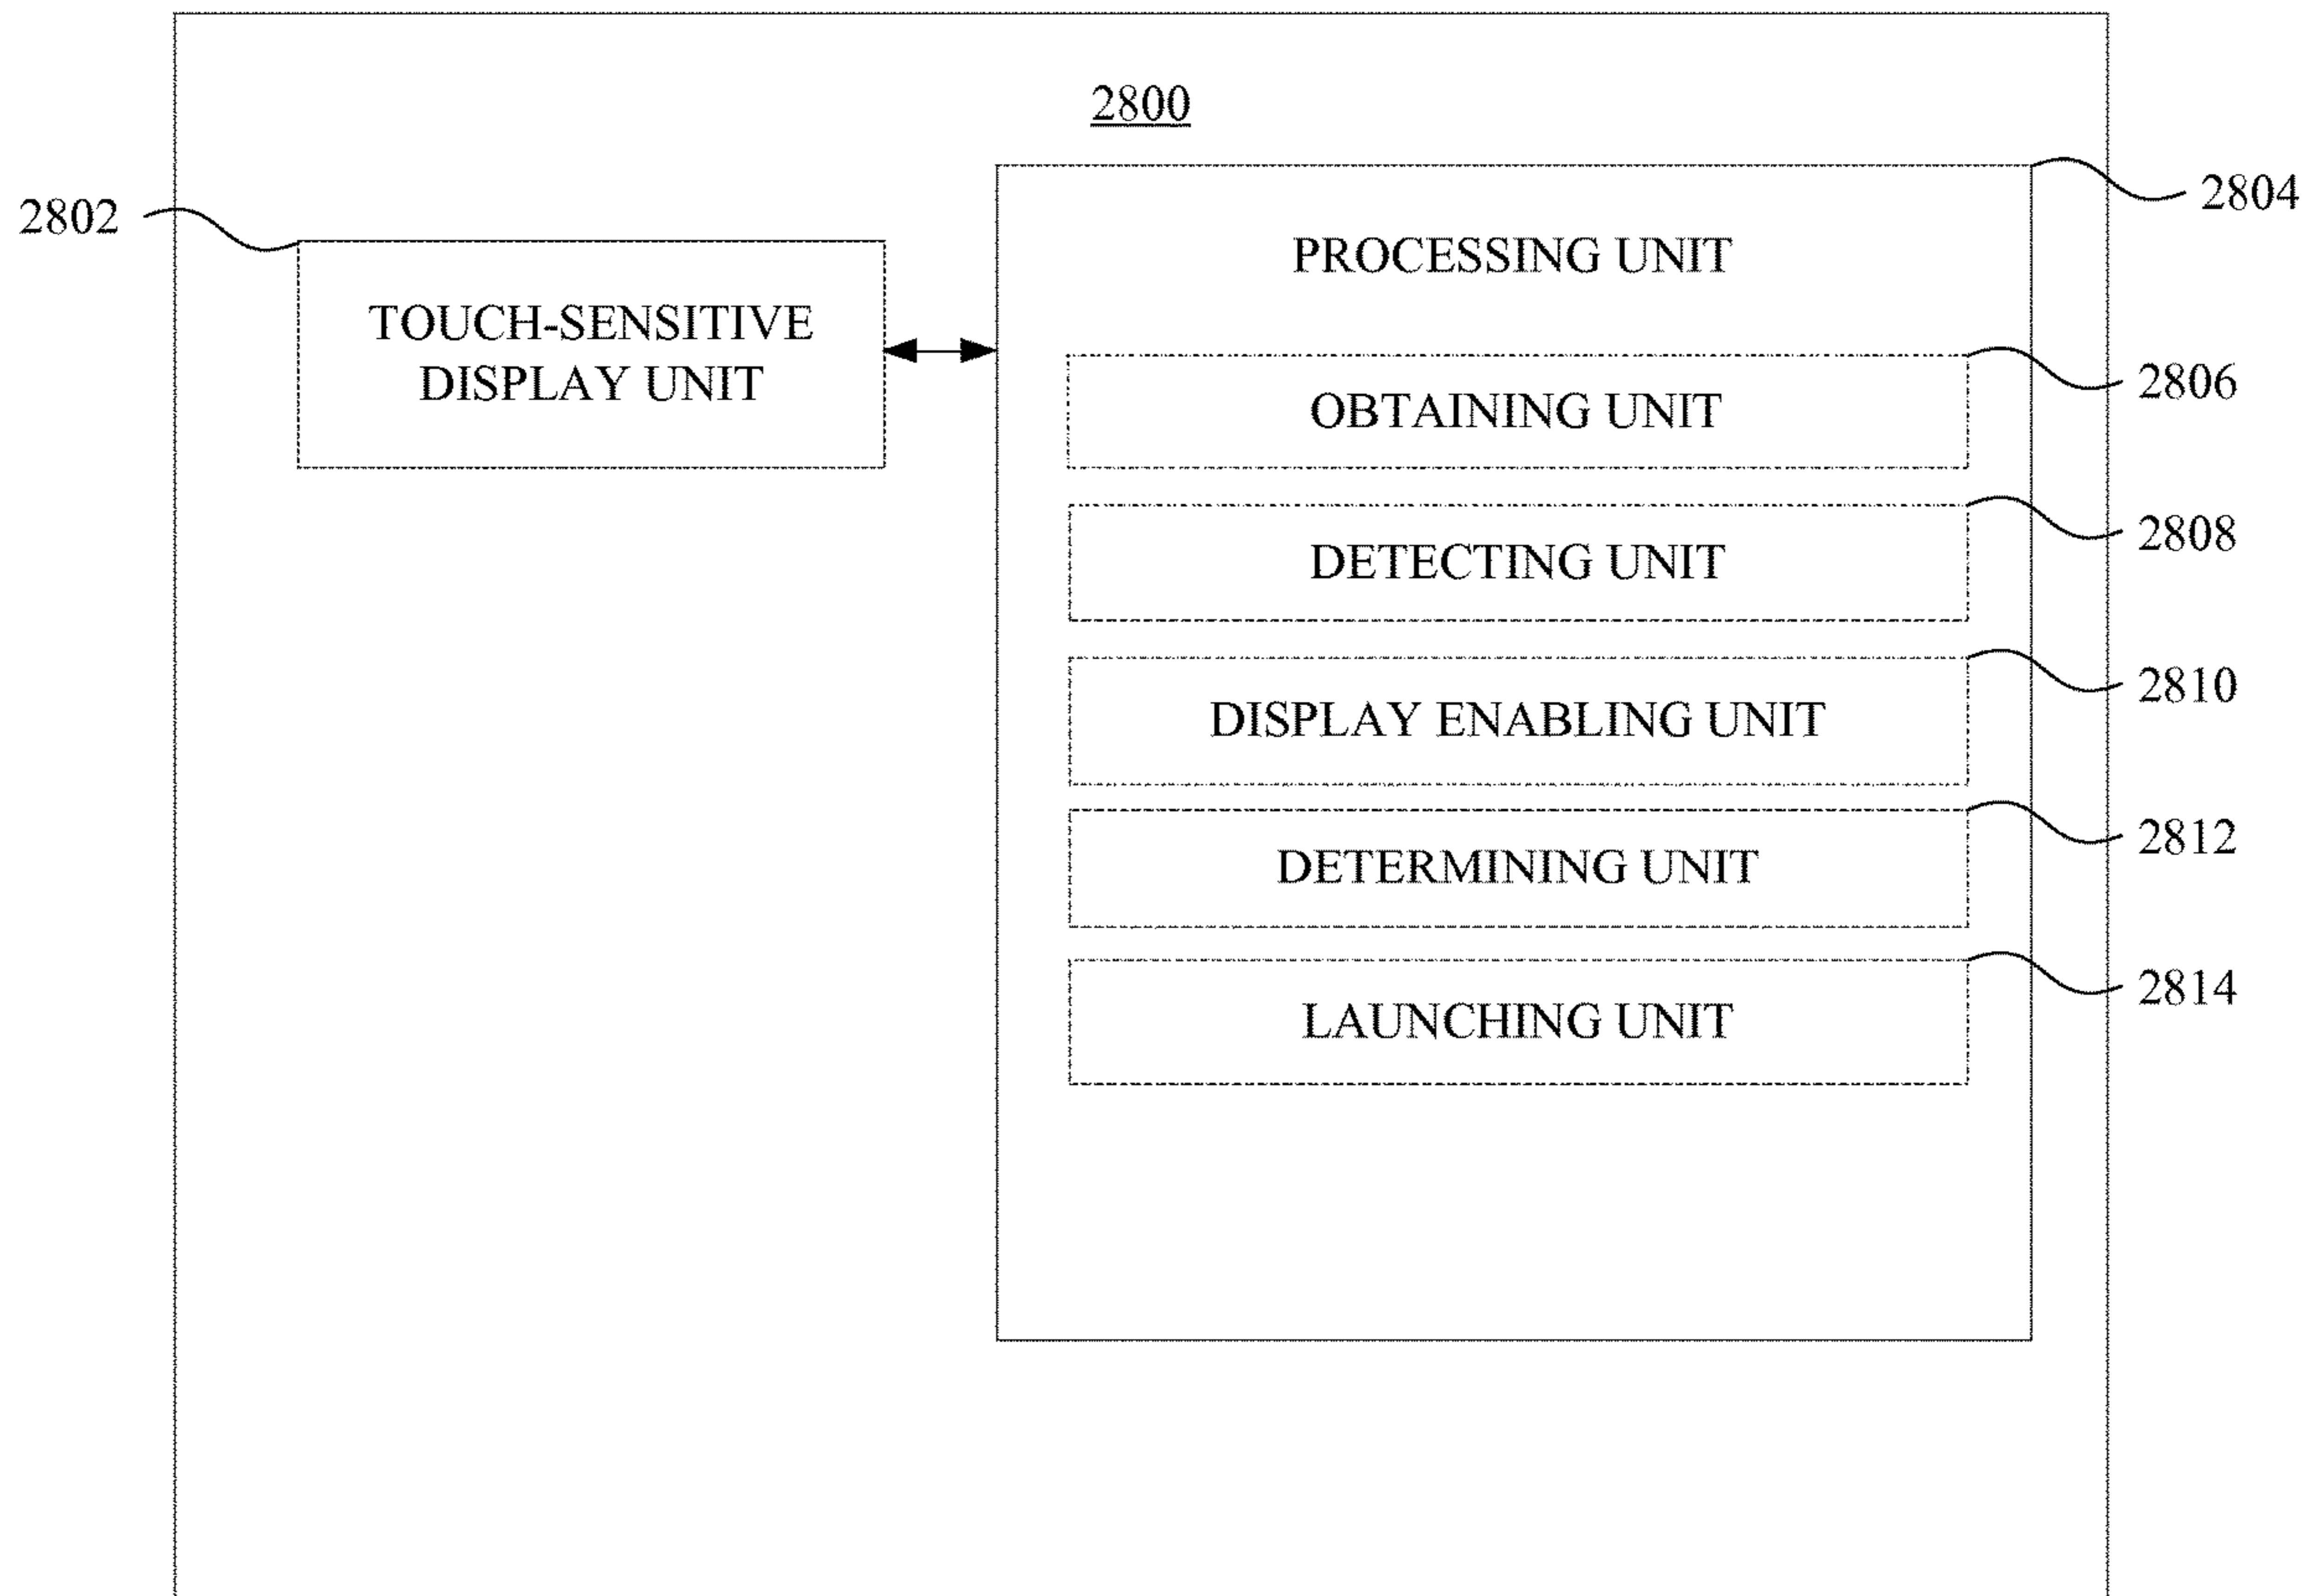 2800
2802
2804
TOUCH-SENSITIVE
DISPLAY UNIT
PROCESSING UNIT
OBTAINING UNIT
2806
DETECTING UNIT
2808
DISPLAY ENABLING UNIT
2810
DETERMINING UNIT
2812
LAUNCHING UNIT
2814